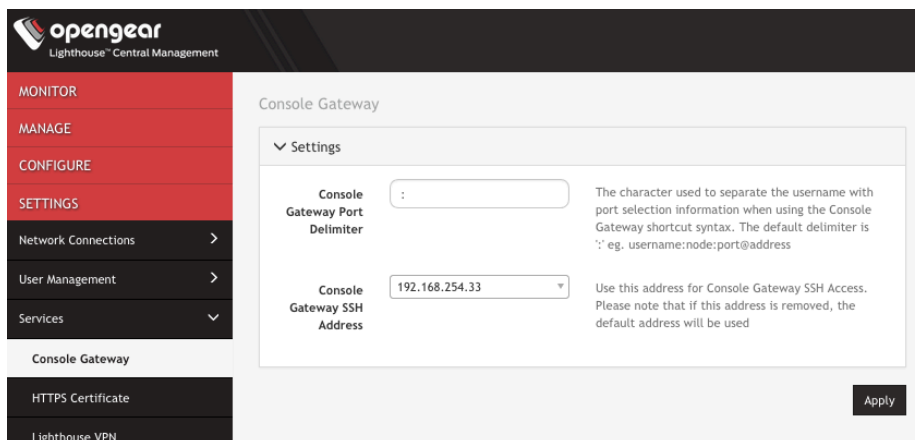 opengear
Lighthouse™ Central Management
MONITOR
MANAGE
CONFIGURE
SETTINGS
Network Connections
User Management
Services
Console Gateway
HTTPS Certificate
Lighthouse VPN
Console Gateway
Settings
Console
Gateway Port
Delimiter
:
The character used to separate the username with
port selection information when using the Console
Gateway shortcut syntax. The default delimiter is
':' eg. username:node:port@address
Console
Gateway SSH
Address
192.168.254.33
Use this address for Console Gateway SSH Access.
Please note that if this address is removed, the
default address will be used
Apply